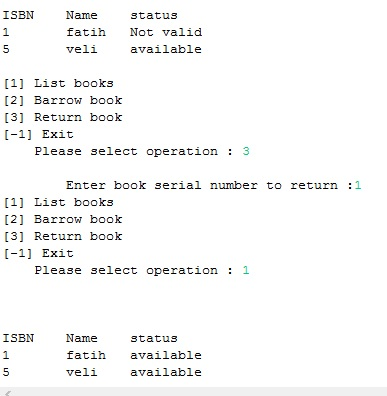 ISBN    Name    status
1       fatih   Not valid
5       veli    available
[1] List books
[2] Barrow book
[3] Return book
[-1] Exit
    Please select operation : 3
        Enter book serial number to return :1
[1] List books
[2] Barrow book
[3] Return book
[-1] Exit
    Please select operation : 1
ISBN    Name    status
1       fatih   available
5       veli    available